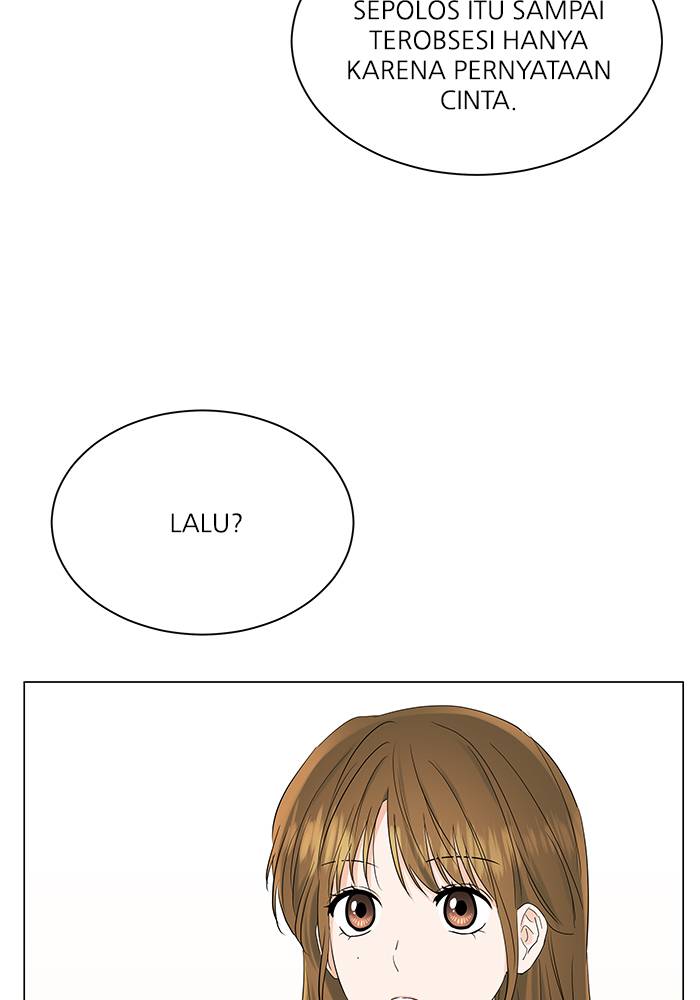 SEPOLOS ITU SAMPAI
TEROBSESI HANYA
KARENA PERNYATAAN
CINTA.
LALU?